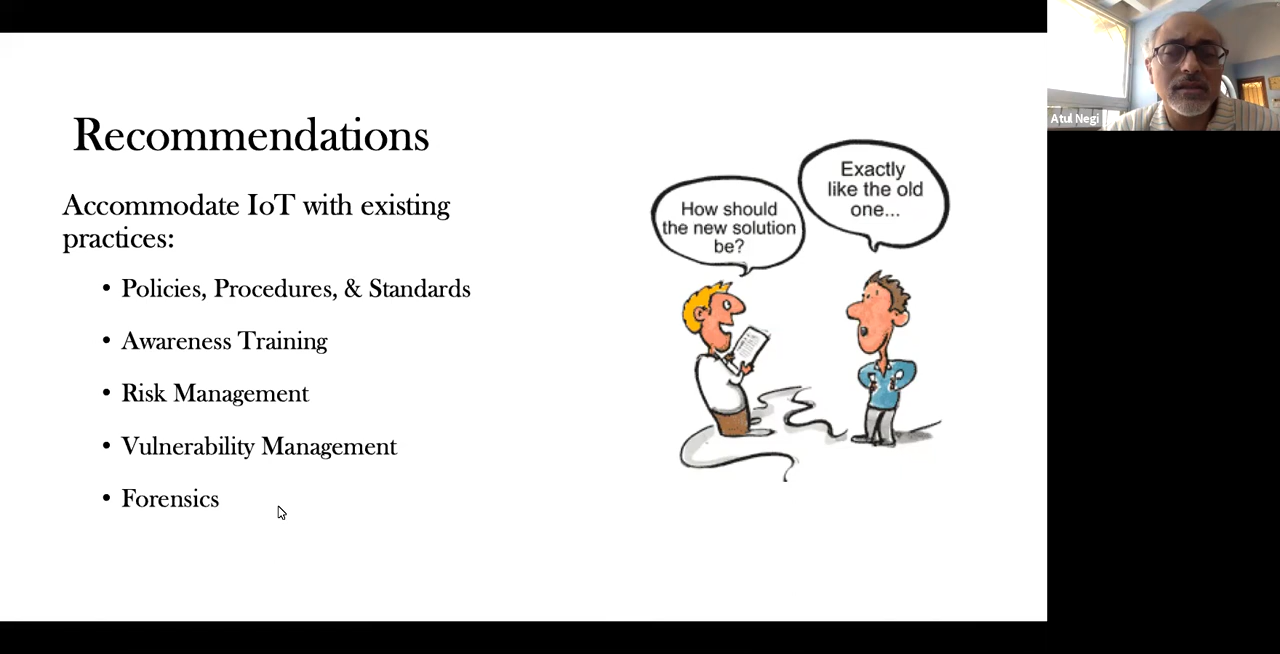 Recommendations
Accommodate IoT with existing
practices:
• Policies, Procedures, & Standards
• Awareness Training
• Risk Management
• Vulnerability Management
• Forensics
How should
the new solution
be?
Exactly
like the old
one...
Atul Negi